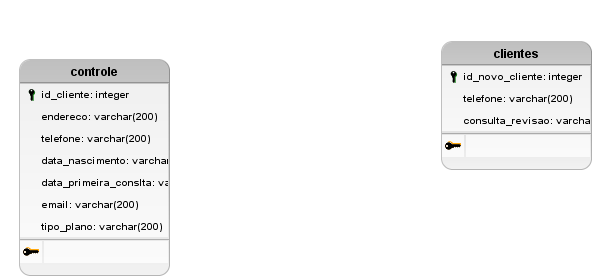 controle
id_cliente: integer
endereco: varchar(200)
telefone: varchar(200)
data_nascimento: varchar
data_primeira_conslta: va
email: varchar(200)
tipo_plano: varchar(200)
clientes
id_novo_cliente: integer
telefone: varchar(200)
consulta_revisao: varcha